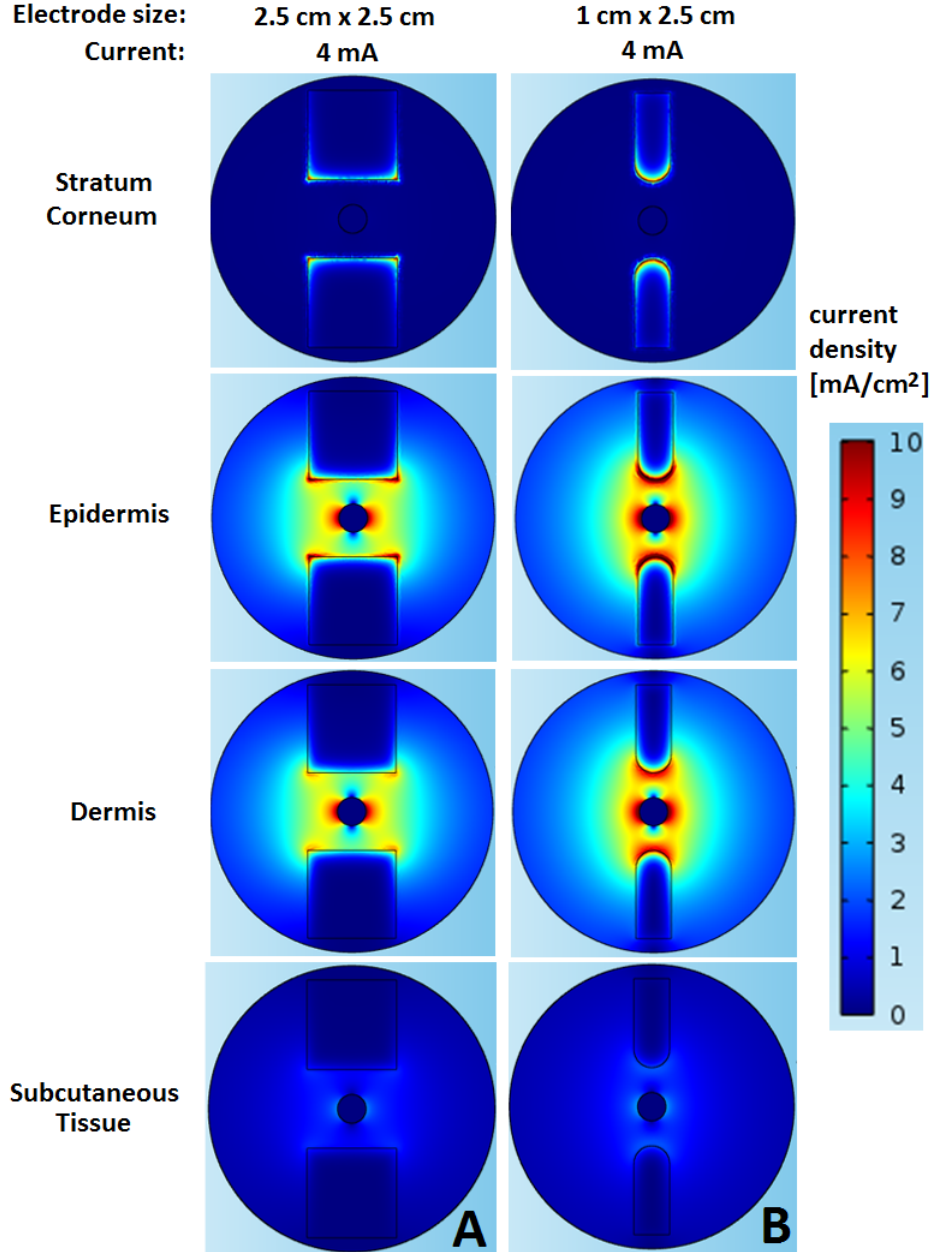 Electrode size: 2.5 cm x 2.5 cm 1 cm x 2.5 cm
Current: 4 mA 4 mA
Stratum
Corneum
current
density
[mA/cm²]
Epidermis
10
9
8
7
6
5
4
3
2
1
0
Dermis
Subcutaneous
Tissue
A B